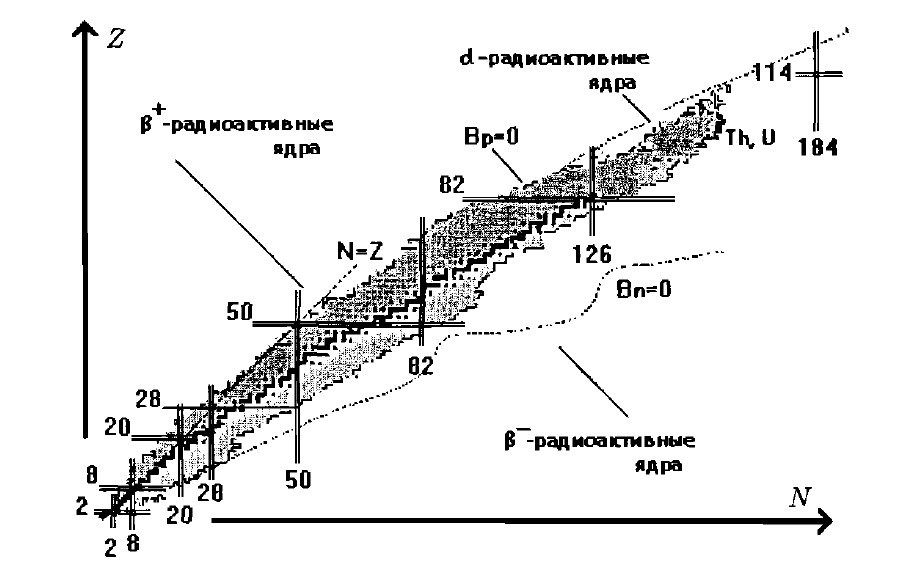 Z
d-радиоактивные
ядра
114
β⁺-радиоактивные
ядра
Bp=0
Th, U
184
82
126
N=Z
Bn=0
50
82
28
20
β⁻-радиоактивные
ядра
8
50
28
2
20
N
2
8